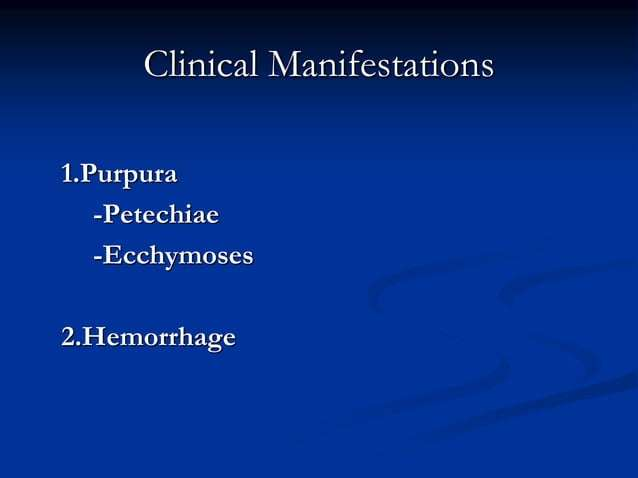 Clinical Manifestations
1.Purpura
-Petechiae
-Ecchymoses
2.Hemorrhage